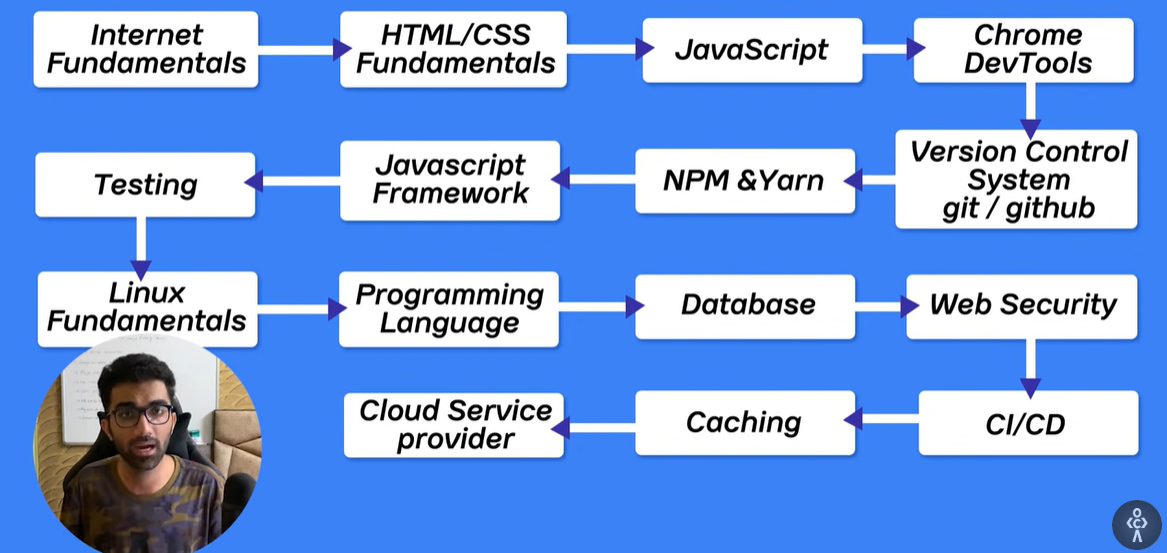 Internet
Fundamentals
HTML/CSS
Fundamentals
JavaScript
Chrome
DevTools
Version Control
System
git / github
NPM &Yarn
Javascript
Framework
Testing
Linux
Fundamentals
Programming
Language
Database
Web Security
CI/CD
Caching
Cloud Service
provider